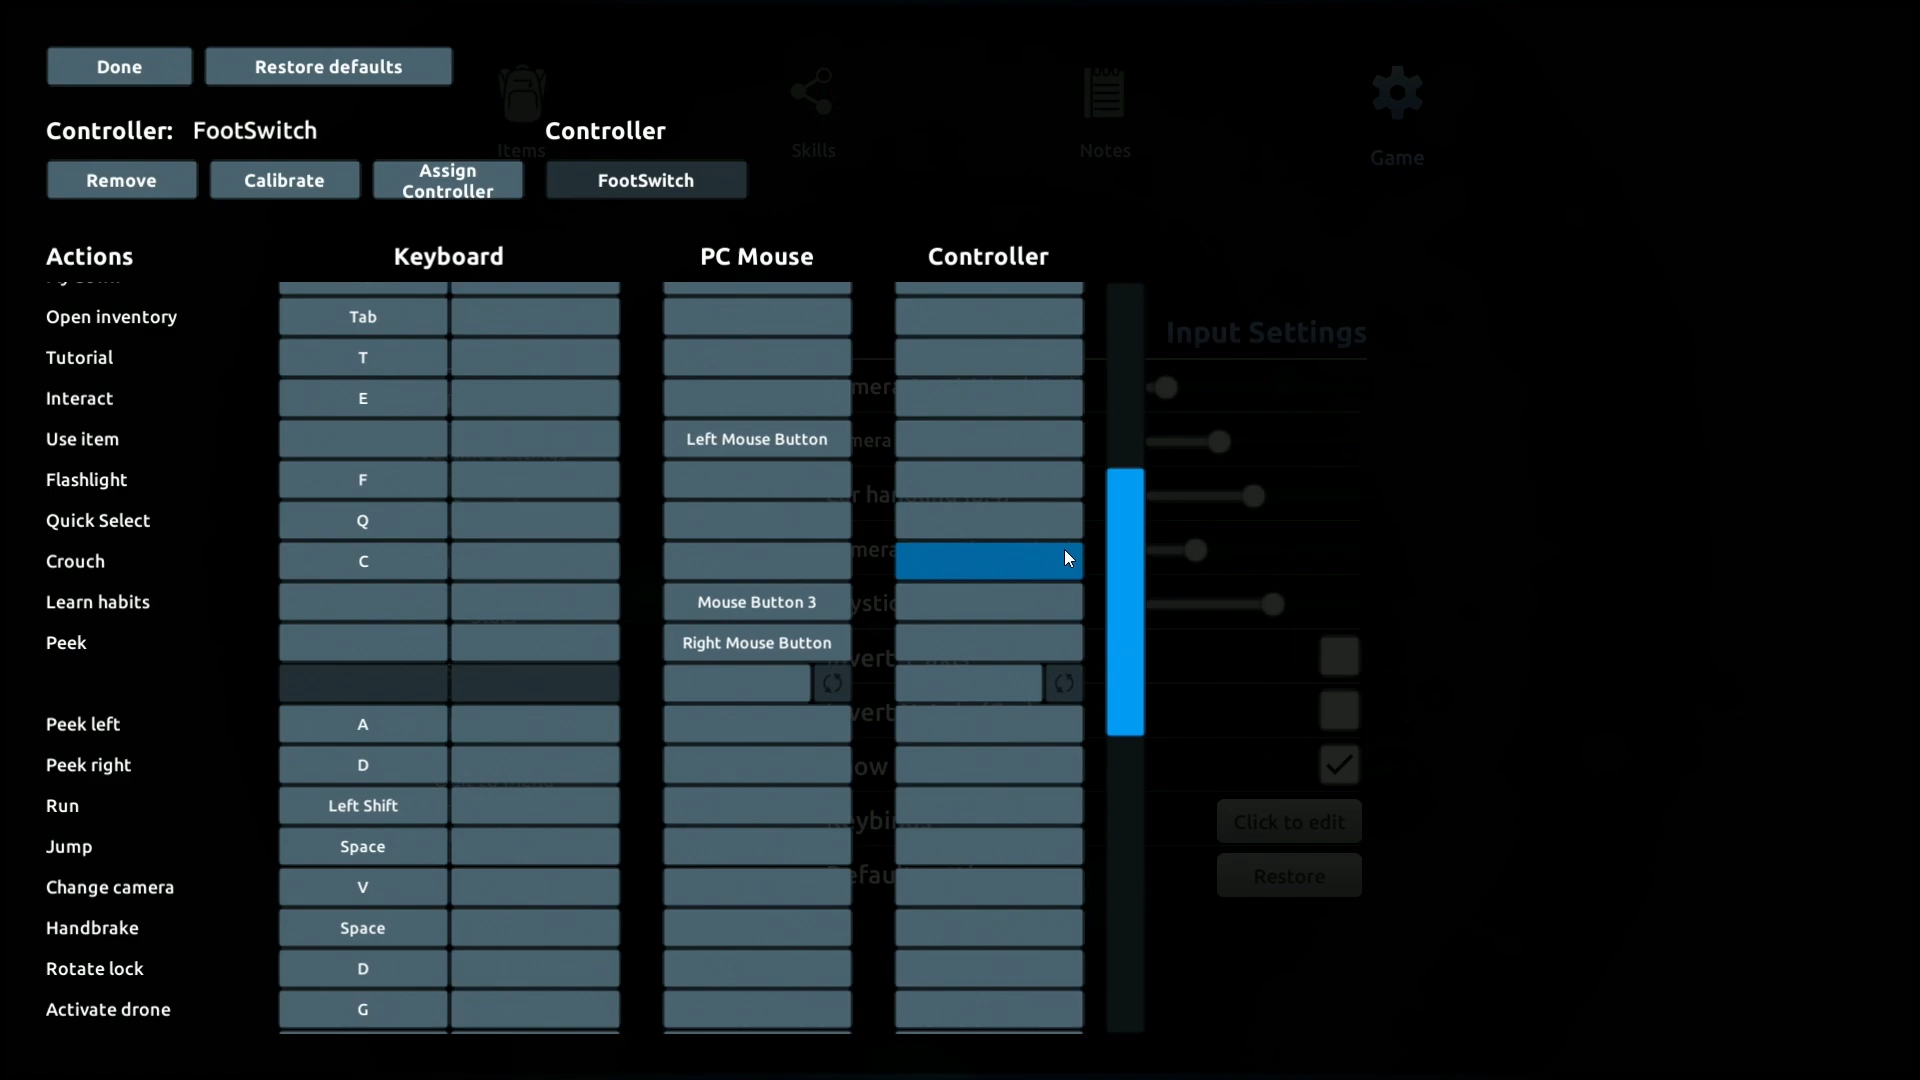 Done
Restore defaults
Controller: FootSwitch
Controller
Items
Skills
Notes
Game
Remove
Calibrate
Assign
Controller
FootSwitch
Actions
Keyboard
PC Mouse
Controller
Open inventory
Tab
Input Settings
Tutorial
T
Interact
E
Use item
Left Mouse Button
Flashlight
F
Quick Select
Q
Crouch
C
Learn habits
Mouse Button 3
Peek
Right Mouse Button
Peek left
A
Peek right
D
Run
Left Shift
Click to edit
Jump
Space
Restore
Change camera
V
Handbrake
Space
Rotate lock
D
Activate drone
G